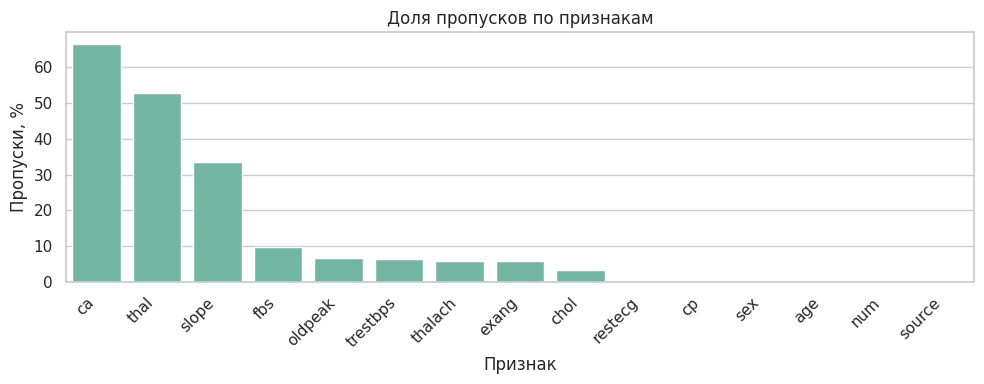 Доля пропусков по признакам
Пропуски, %
60
50
40
30
20
10
0
ca
thal
slope
fbs
oldpeak
trestbps
thalach
exang
chol
restecg
cp
sex
age
num
source
Признак